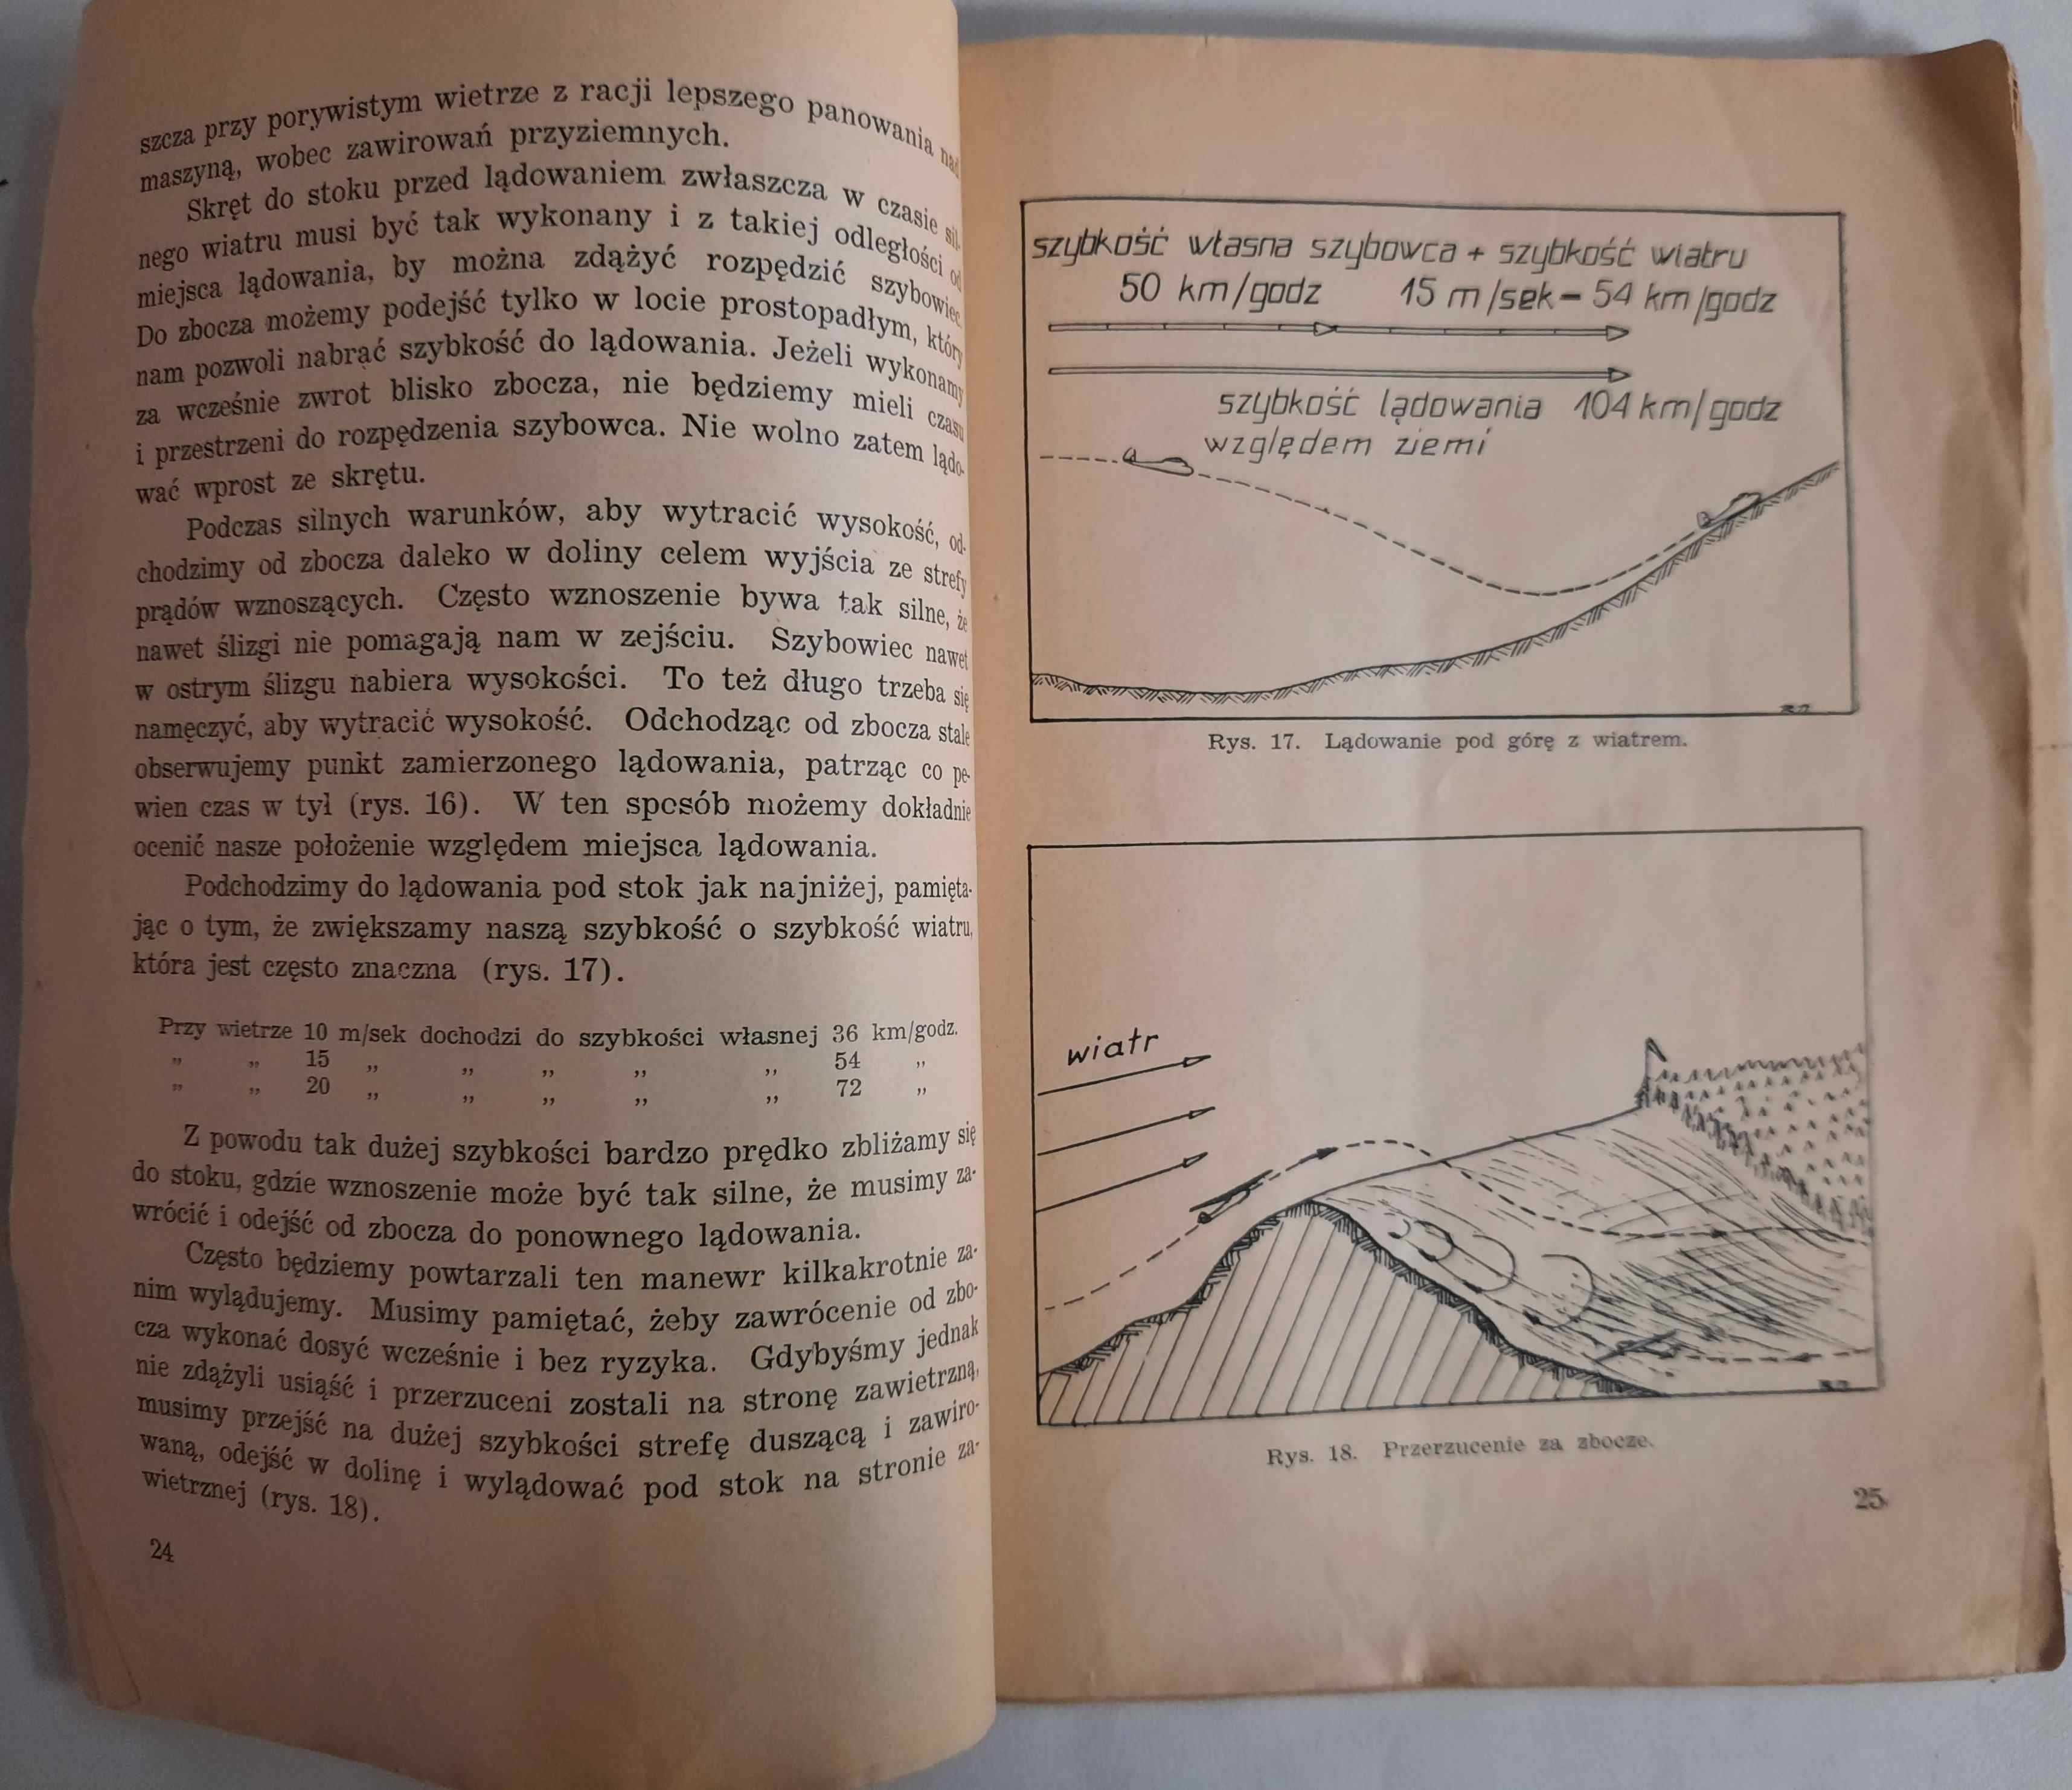 szcza przy porywistym wietrze z racji lepszego panowania nad
maszyną, wobec zawirowań przyziemnych.
Skręt do stoku przed lądowaniem zwłaszcza w czasie sil-
nego wiatru musi być tak wykonany i z takiej odległości od
miejsca lądowania, by można zdążyć rozpędzić szybowiec.
Do zbocza możemy podejść tylko w locie prostopadłym, który
nam pozwoli nabrać szybkość do lądowania. Jeżeli wykonamy
za wcześnie zwrot blisko zbocza, nie będziemy mieli czasu
i przestrzeni do rozpędzenia szybowca. Nie wolno zatem lądo-
wać wprost ze skrętu.
Podczas silnych warunków, aby wytracić wysokość, od-
chodzimy od zbocza daleko w doliny celem wyjścia ze strefy
prądów wznoszących. Często wznoszenie bywa tak silne, że
nawet ślizgi nie pomagają nam w zejściu. Szybowiec nawet
w ostrym ślizgu nabiera wysokości. To też długo trzeba się
namęczyć, aby wytracić wysokość. Odchodząc od zbocza stale
obserwujemy punkt zamierzonego lądowania, patrząc co pe-
wien czas w tył (rys. 16). W ten sposób możemy dokładnie
ocenić nasze położenie względem miejsca lądowania.
Podchodzimy do lądowania pod stok jak najniżej, pamięta-
jąc o tym, że zwiększamy naszą szybkość o szybkość wiatru,
która jest często znaczna (rys. 17).
Przy wietrze 10 m/sek dochodzi do szybkości własnej 36 km/godz.
„ „ 15 „ „ „ „ „ 54 „
„ „ 20 „ „ „ „ „ 72 „
Z powodu tak dużej szybkości bardzo prędko zbliżamy się
do stoku, gdzie wznoszenie może być tak silne, że musimy za-
wrócić i odejść od zbocza do ponownego lądowania.
Często będziemy powtarzali ten manewr kilkakrotnie za-
nim wylądujemy. Musimy pamiętać, żeby zawrócenie od zbo-
cza wykonać dosyć wcześnie i bez ryzyka. Gdybyśmy jednak
nie zdążyli usiąść i przerzuceni zostali na stronę zawietrzną,
musimy przejść na dużej szybkości strefę duszącą i zawiro-
waną, odejść w dolinę i wylądować pod stok na stronie za-
wietrznej (rys. 18).
24
szybkość własna szybowca + szybkość wiatru
50 km/godz 15 m/sek — 54 km/godz
szybkość lądowania 104 km/godz
względem ziemi
Rys. 17. Lądowanie pod górę z wiatrem.
wiatr
Rys. 18. Przerzucenie za zbocze.
25